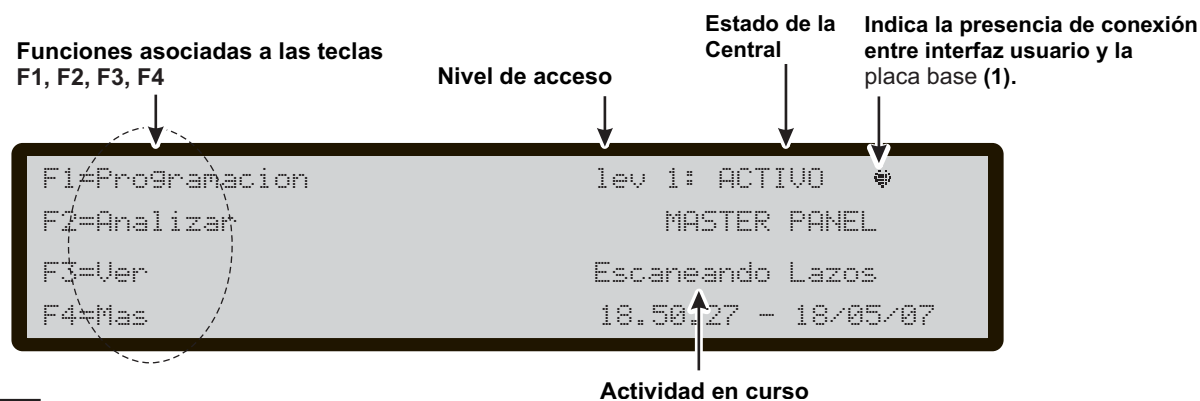 Funciones asociadas a las teclas
F1, F2, F3, F4
Nivel de acceso
Estado de la
Central
Indica la presencia de conexión
entre interfaz usuario y la
placa base (1).
F1=Programacion
lev 1: ACTIVO
F2=Analizar
MASTER PANEL
F3=Ver
Escaneando Lazos
F4=Mas
18.50.27 - 18/05/07
Actividad en curso